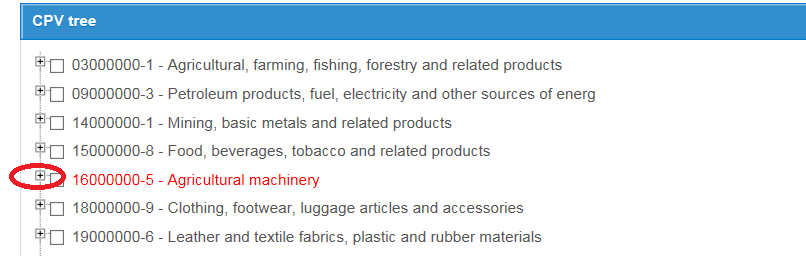 CPV tree
03000000-1 - Agricultural, farming, fishing, forestry and related products
09000000-3 - Petroleum products, fuel, electricity and other sources of energ
14000000-1 - Mining, basic metals and related products
15000000-8 - Food, beverages, tobacco and related products
16000000-5 - Agricultural machinery
18000000-9 - Clothing, footwear, luggage articles and accessories
19000000-6 - Leather and textile fabrics, plastic and rubber materials